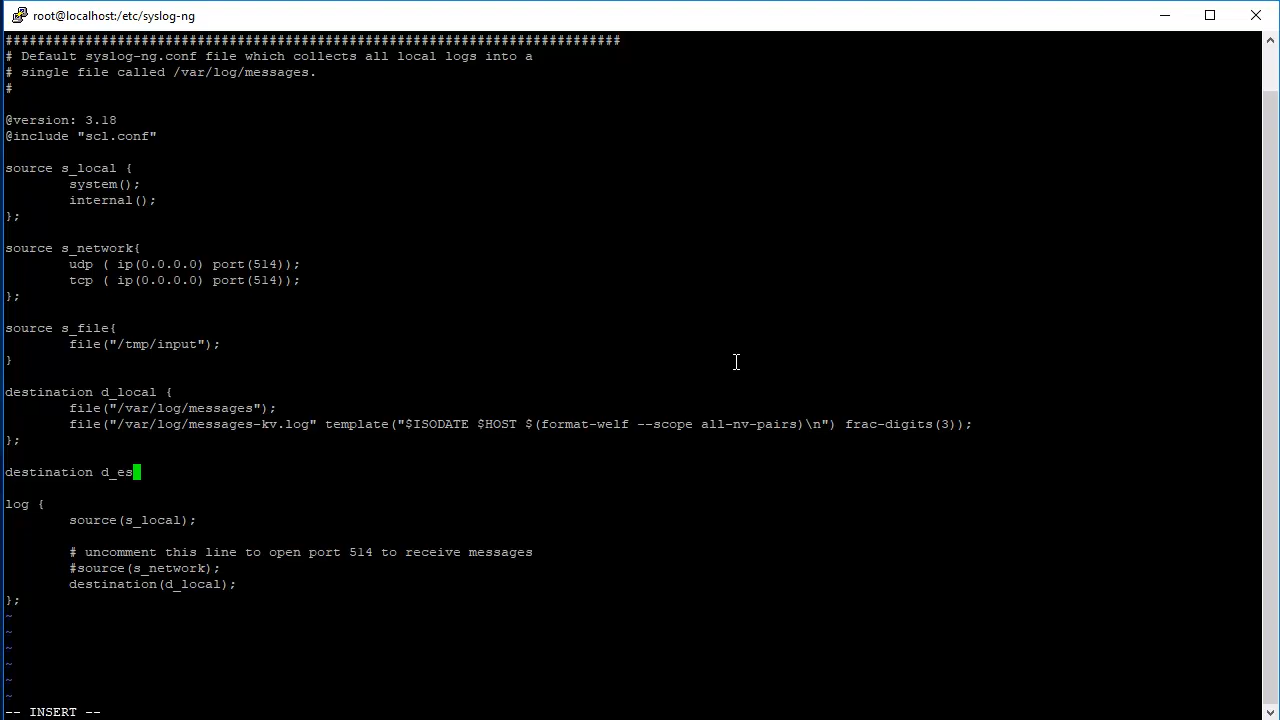 root@localhost:/etc/syslog-ng
#############################################################################
# Default syslog-ng.conf file which collects all local logs into a
# single file called /var/log/messages.
#
@version: 3.18
@include "scl.conf"
source s_local {
        system();
        internal();
};
source s_network{
        udp ( ip(0.0.0.0) port(514));
        tcp ( ip(0.0.0.0) port(514));
};
source s_file{
        file("/tmp/input");
}
destination d_local {
        file("/var/log/messages");
        file("/var/log/messages-kv.log" template("$ISODATE $HOST $(format-welf --scope all-nv-pairs)\n") frac-digits(3));
};
destination d_es
log {
        source(s_local);
        # uncomment this line to open port 514 to receive messages
        #source(s_network);
        destination(d_local);
};
~
~
~
~
~
~
-- INSERT --